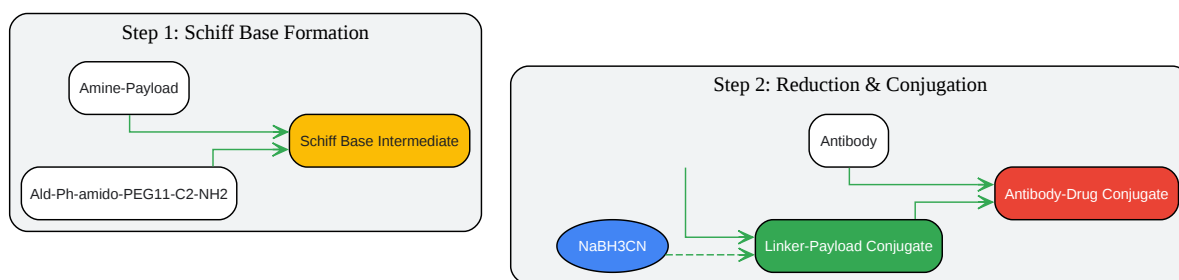 Step 1: Schiff Base Formation
Amine-Payload
Schiff Base Intermediate
Ald-Ph-amido-PEG11-C2-NH2
Step 2: Reduction & Conjugation
Antibody
Antibody-Drug Conjugate
NaBH3CN
Linker-Payload Conjugate